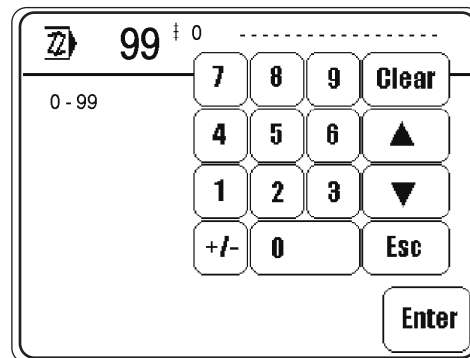 99 ‡ 0 ------------------
7 8 9 Clear
0 - 99
4 5 6 ▲
1 2 3 ▼
+/- 0 Esc
Enter